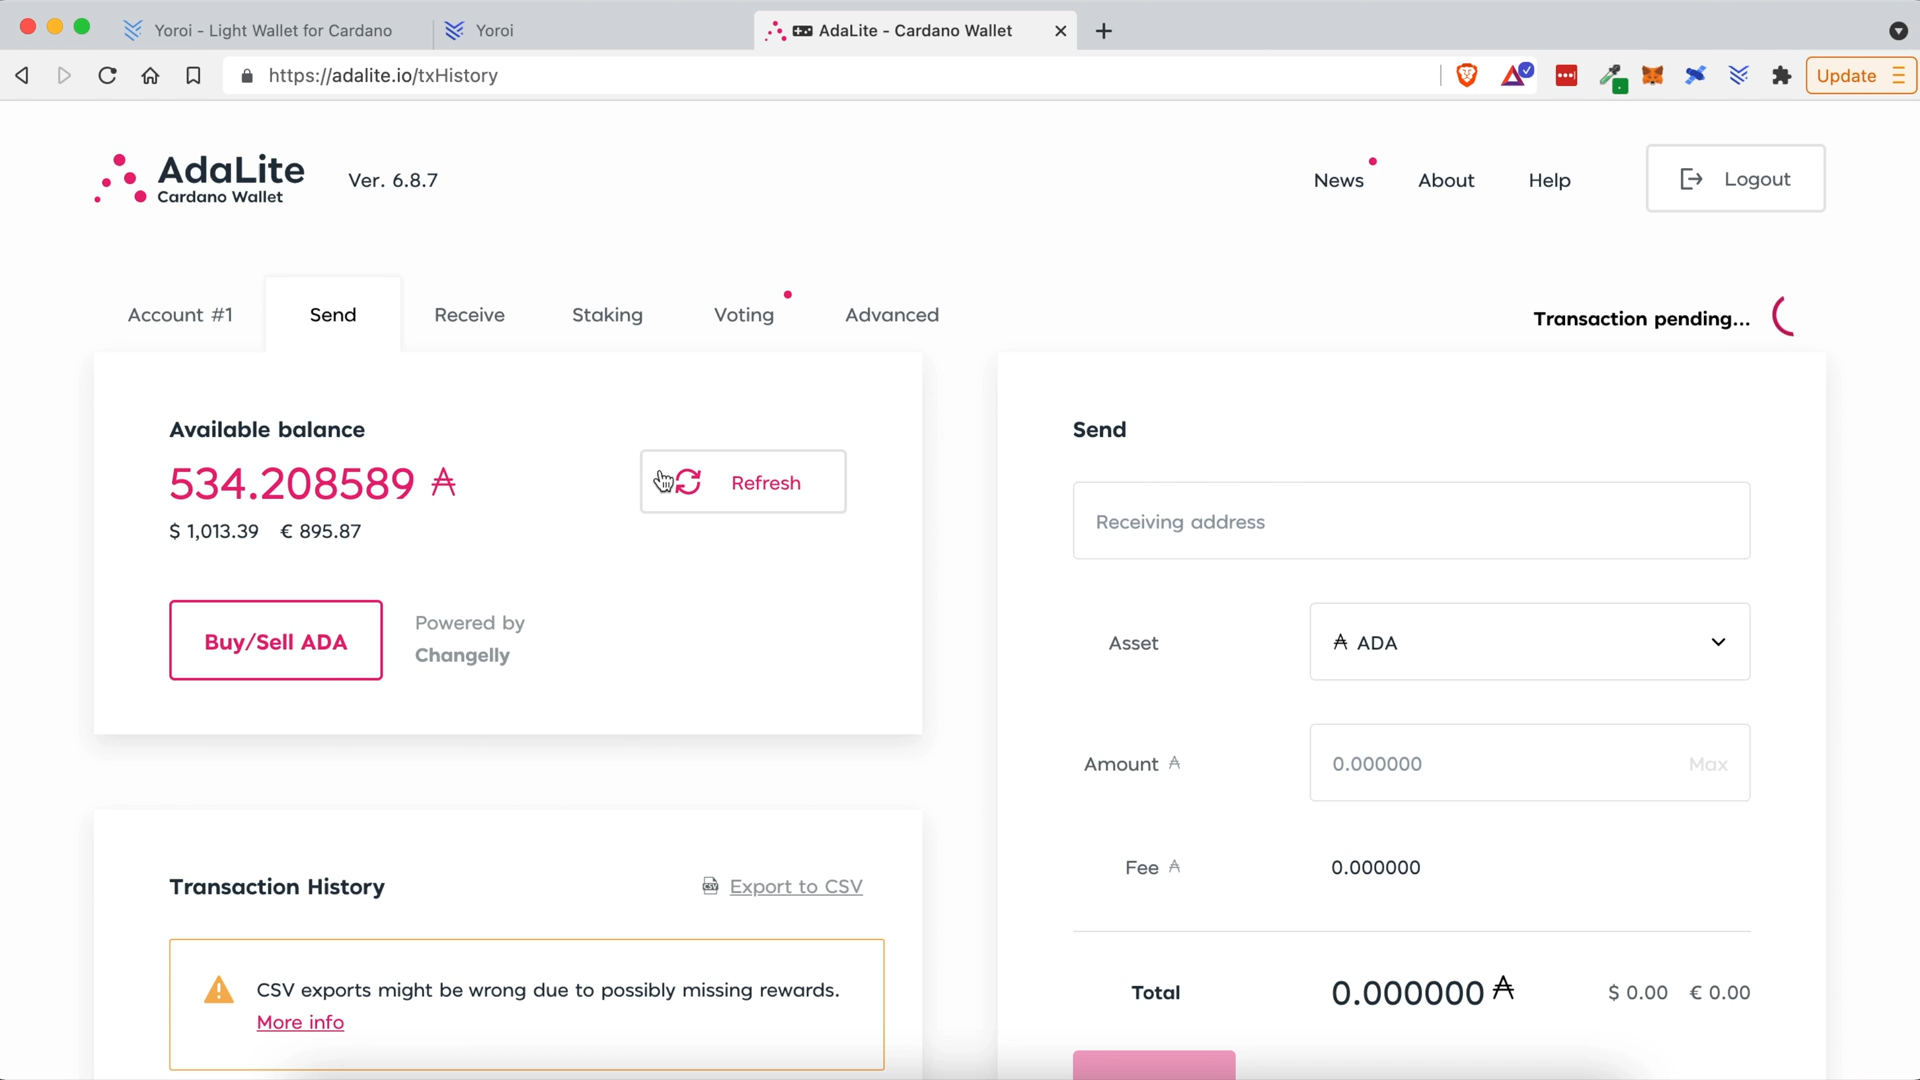 Yoroi - Light Wallet for Cardano
Yoroi
AdaLite - Cardano Wallet
https://adalite.io/txHistory
Update
AdaLite
Cardano Wallet
Ver. 6.8.7
News
About
Help
Logout
Account #1
Send
Receive
Staking
Voting
Advanced
Transaction pending...
Available balance
534.208589 ₳
$ 1,013.39 € 895.87
Refresh
Buy/Sell ADA
Powered by
Changelly
Transaction History
CSV
Export to CSV
CSV exports might be wrong due to possibly missing rewards.
More info
Send
Receiving address
Asset
₳ ADA
Amount ₳
0.000000
Max
Fee ₳
0.000000
Total
0.000000 ₳
$ 0.00 € 0.00